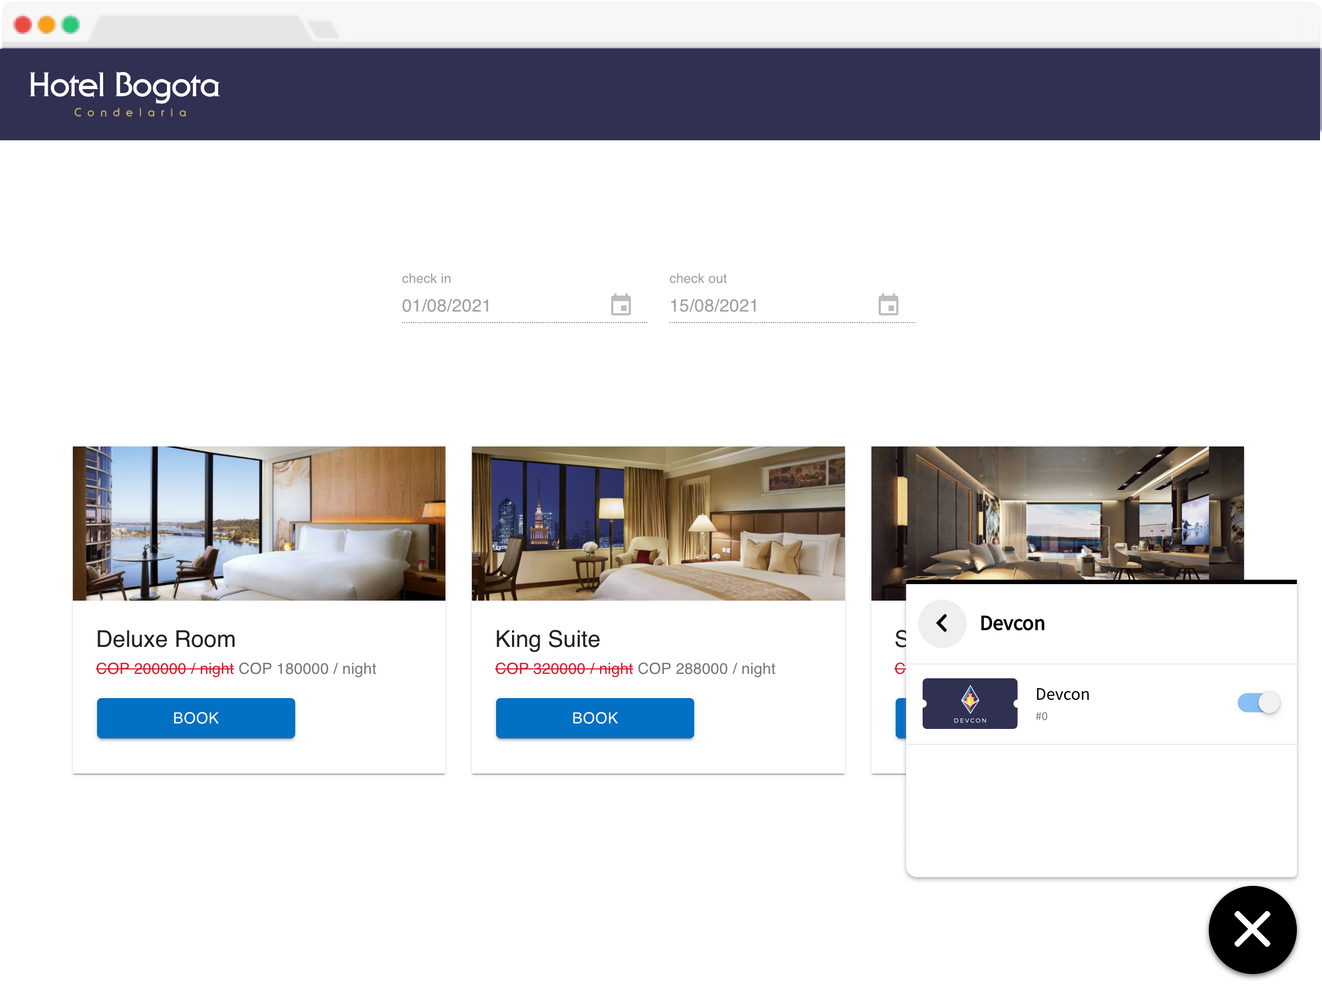 Hotel Bogota
Condelaria
check in
01/08/2021
check out
15/08/2021
Deluxe Room
COP 200000 / night COP 180000 / night
BOOK
King Suite
COP 320000 / night COP 288000 / night
BOOK
S
C
Devcon
DEVCON
Devcon
#0